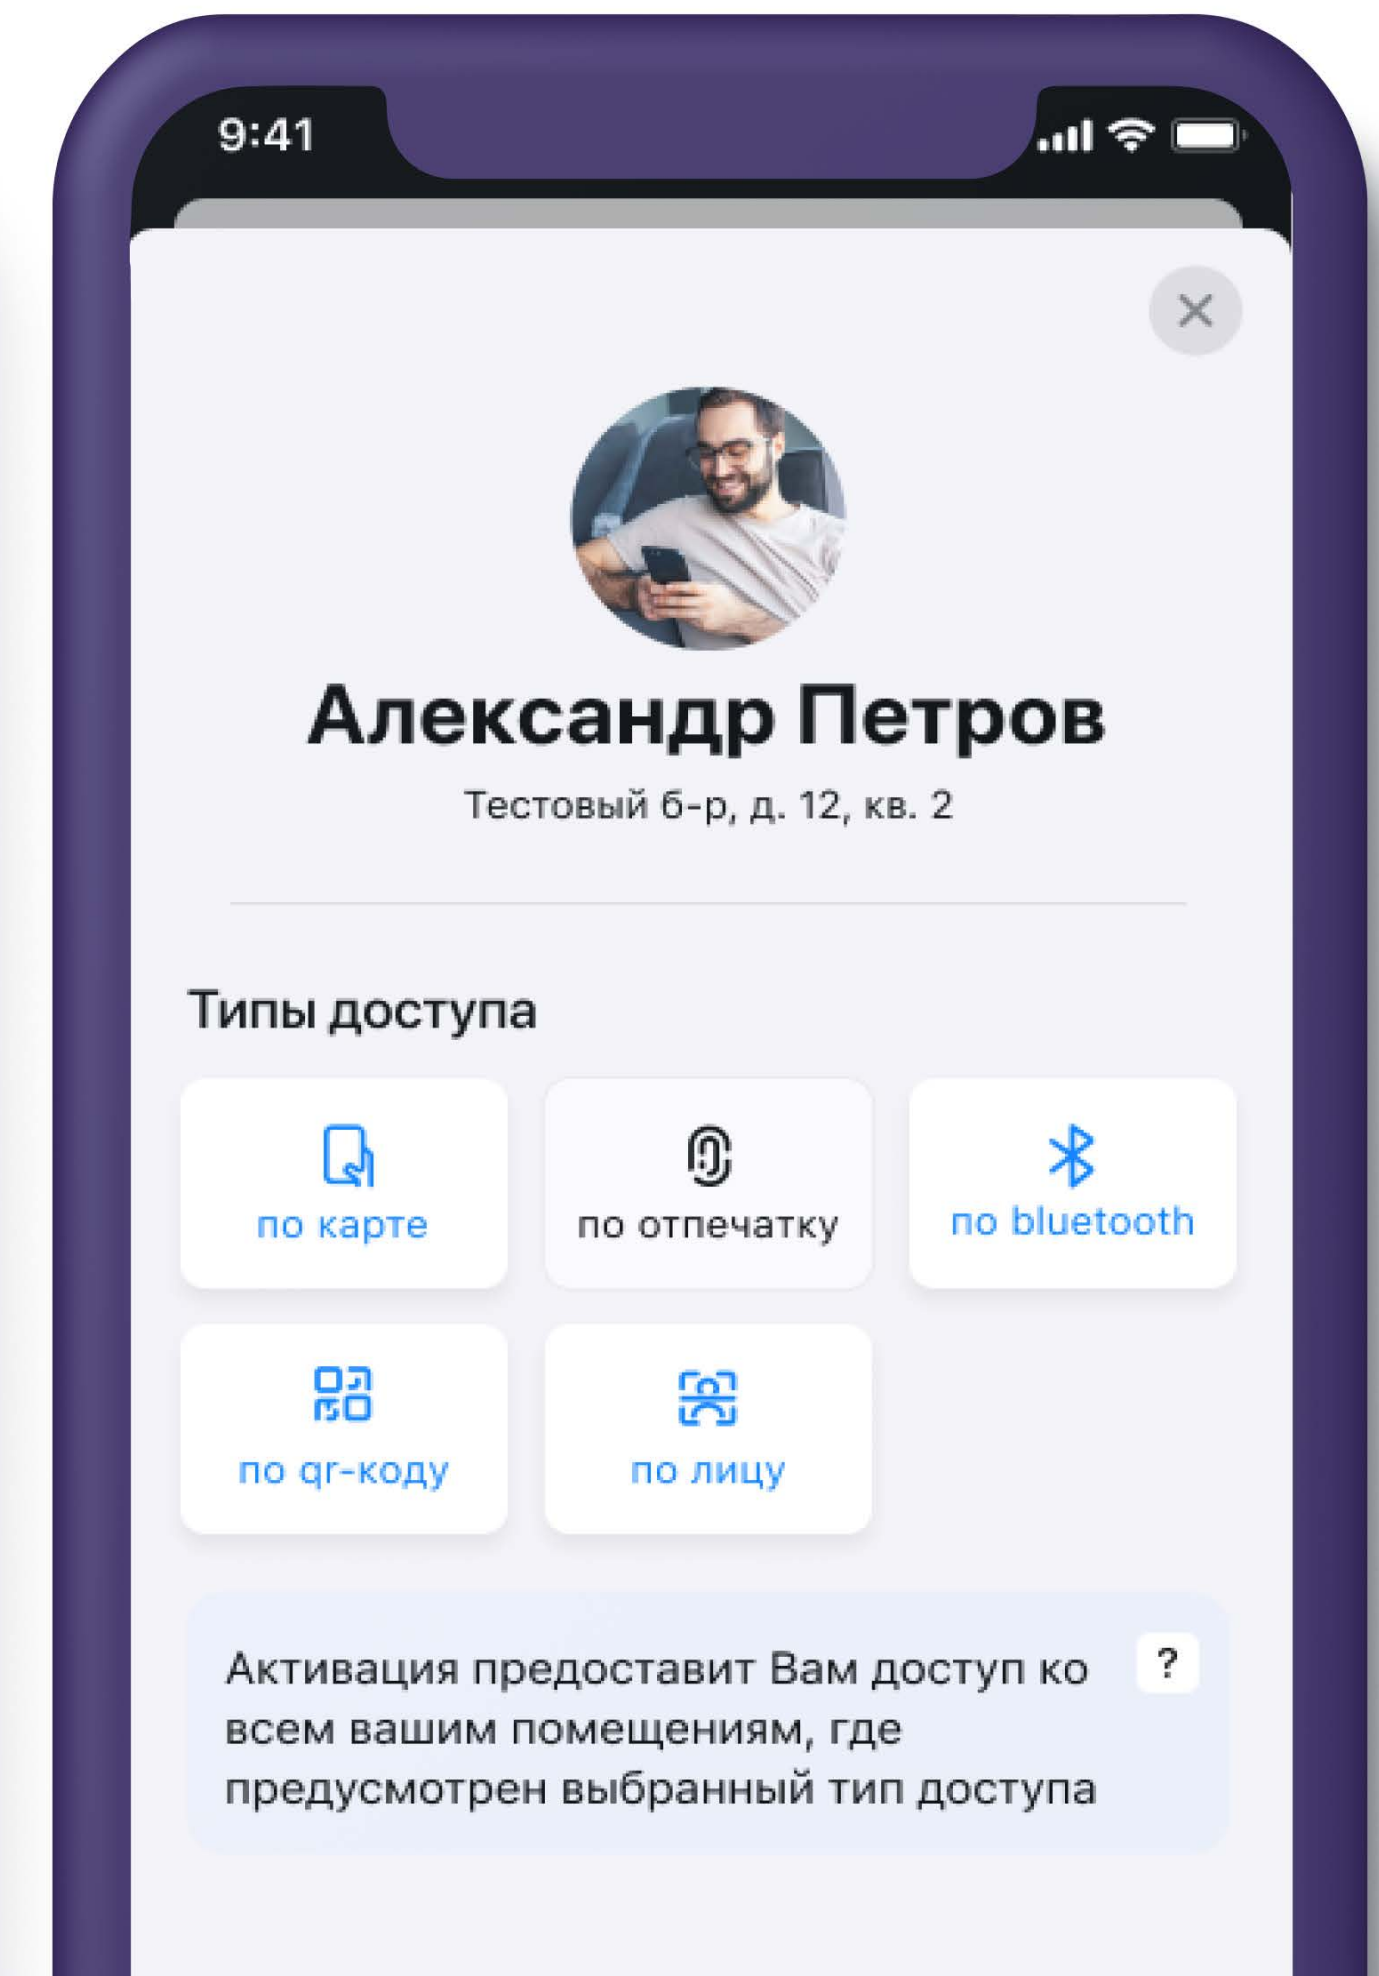 9:41
Александр Петров
Тестовый б-р, д. 12, кв. 2
Типы доступа
по карте
по отпечатку
по bluetooth
по qr-коду
по лицу
Активация предоставит Вам доступ ко
?
всем вашим помещениям, где
предусмотрен выбранный тип доступа